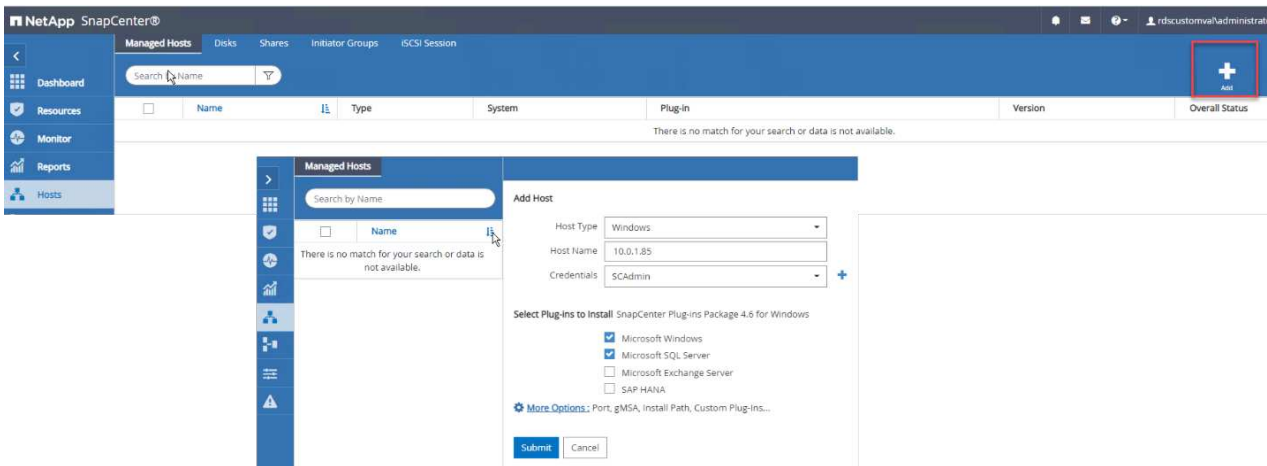 NetApp SnapCenter®
rdscustomval\administrat
Managed Hosts Disks Shares Initiator Groups iSCSI Session
Search by Name
Add
Dashboard
Resources
Monitor
Reports
Hosts
Name Type System Plug-in Version Overall Status
There is no match for your search or data is not available.
Managed Hosts
Search by Name
Name
There is no match for your search or data is
not available.
Add Host
Host Type Windows
Host Name 10.0.1.85
Credentials SCAdmin
Select Plug-ins to Install SnapCenter Plug-ins Package 4.6 for Windows
Microsoft Windows
Microsoft SQL Server
Microsoft Exchange Server
SAP HANA
More Options : Port, gMSA, Install Path, Custom Plug-Ins...
Submit Cancel